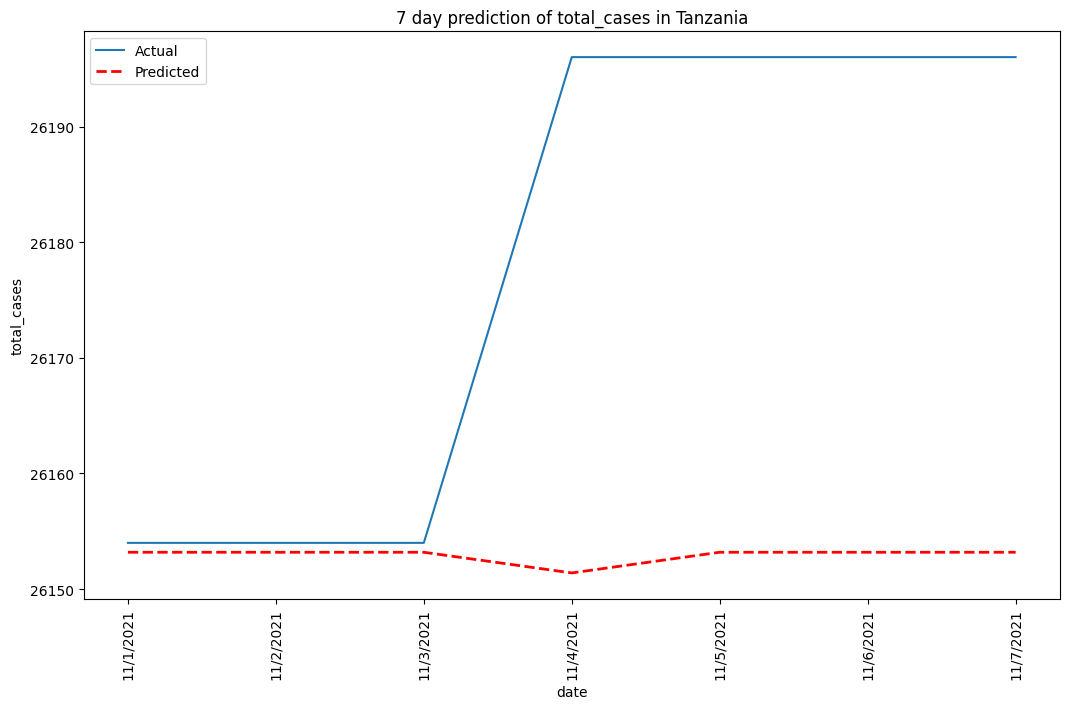 7 day prediction of total_cases in Tanzania
Actual
Predicted
26190
26180
26170
26160
26150
total_cases
11/1/2021
11/2/2021
11/3/2021
11/4/2021
11/5/2021
11/6/2021
11/7/2021
date